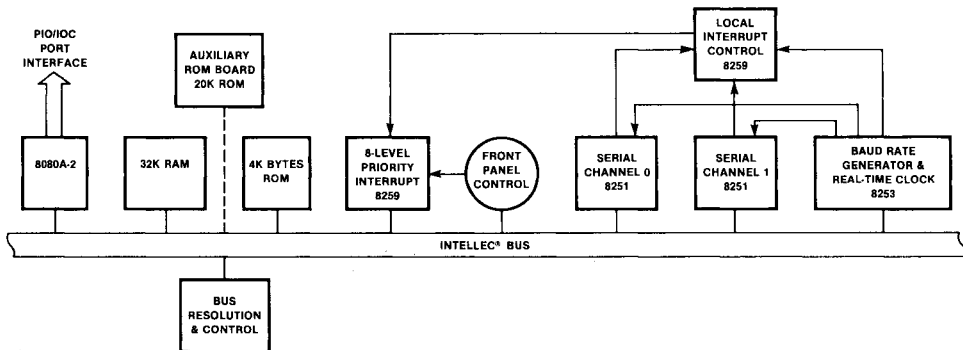 PIO/IOC
PORT
INTERFACE
AUXILIARY
ROM BOARD
20K ROM
LOCAL
INTERRUPT
CONTROL
8259
8080A-2
32K RAM
4K BYTES
ROM
8-LEVEL
PRIORITY
INTERRUPT
8259
FRONT
PANEL
CONTROL
SERIAL
CHANNEL 0
8251
SERIAL
CHANNEL 1
8251
BAUD RATE
GENERATOR &
REAL-TIME CLOCK
8253
INTELLEC® BUS
BUS
RESOLUTION
& CONTROL